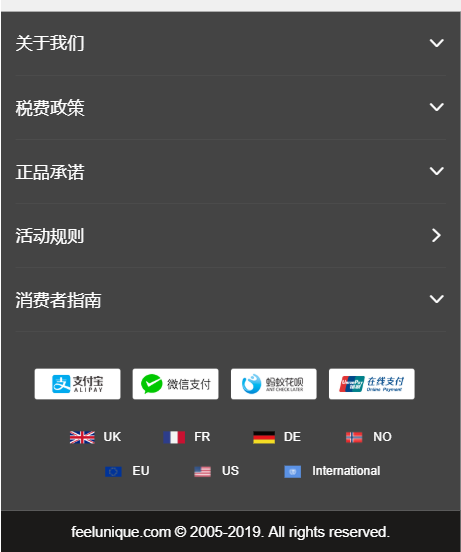 关于我们
税费政策
正品承诺
活动规则
消费者指南
支付宝 ALIPAY 微信支付 蚂蚁花呗 ANT CHECK LATER UnionPay 银联 在线支付 Online Payment
UK FR DE NO
EU US International
feelunique.com © 2005-2019. All rights reserved.